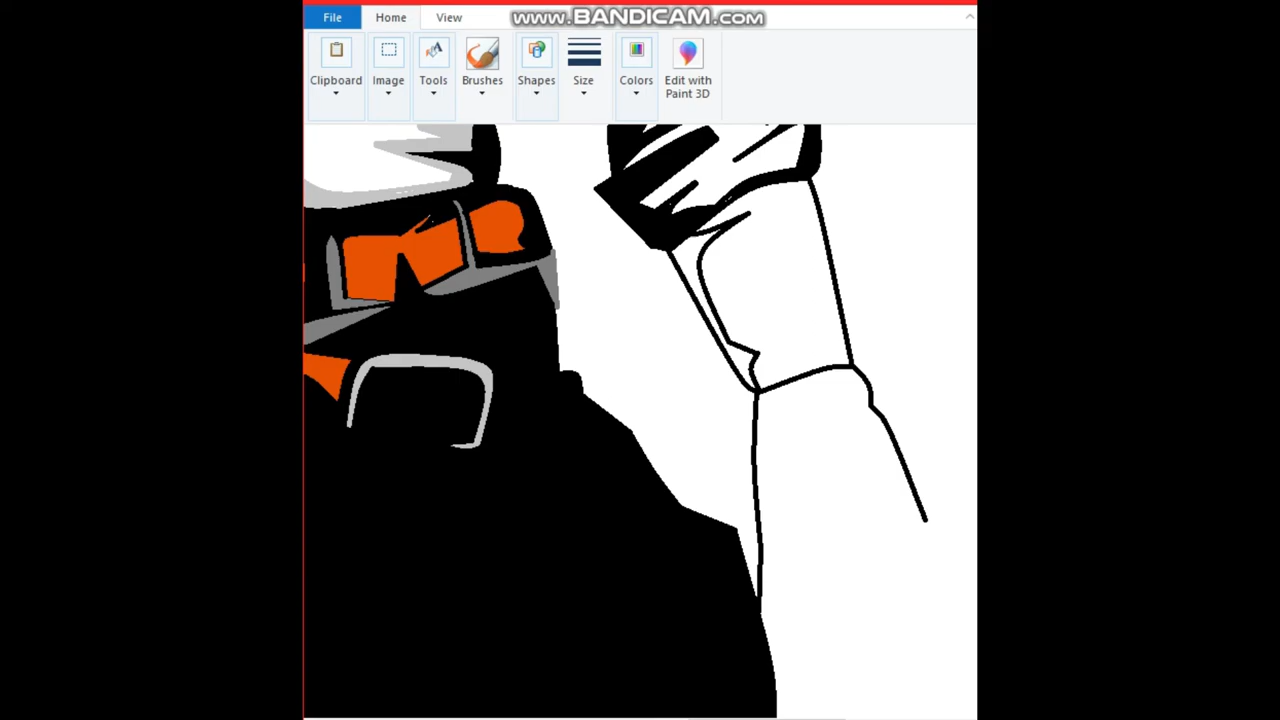 File Home View www.BANDICAM.com
Clipboard Image Tools Brushes Shapes Size Colors Edit with
Paint 3D